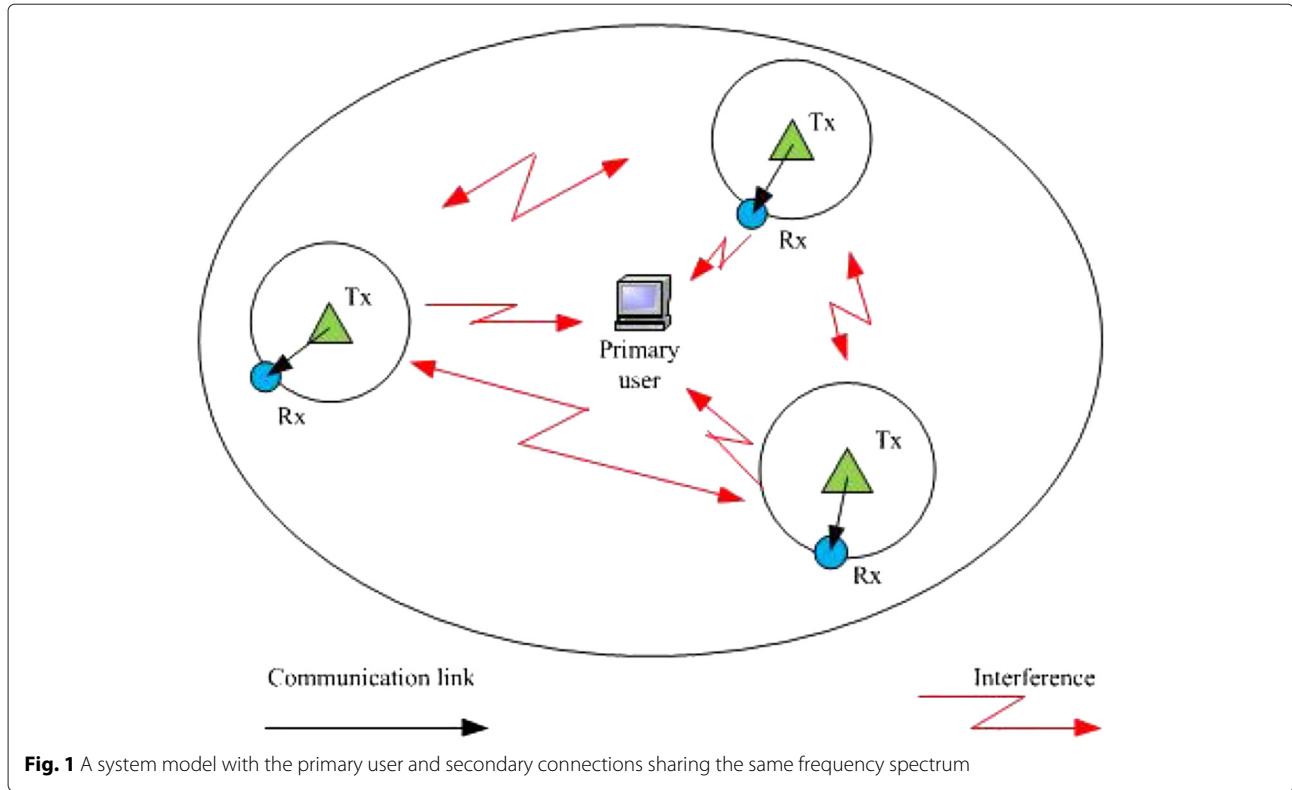 Tx
Rx
Tx
Rx
Primary
user
Tx
Rx
Communication link
Interference
Fig. 1 A system model with the primary user and secondary connections sharing the same frequency spectrum